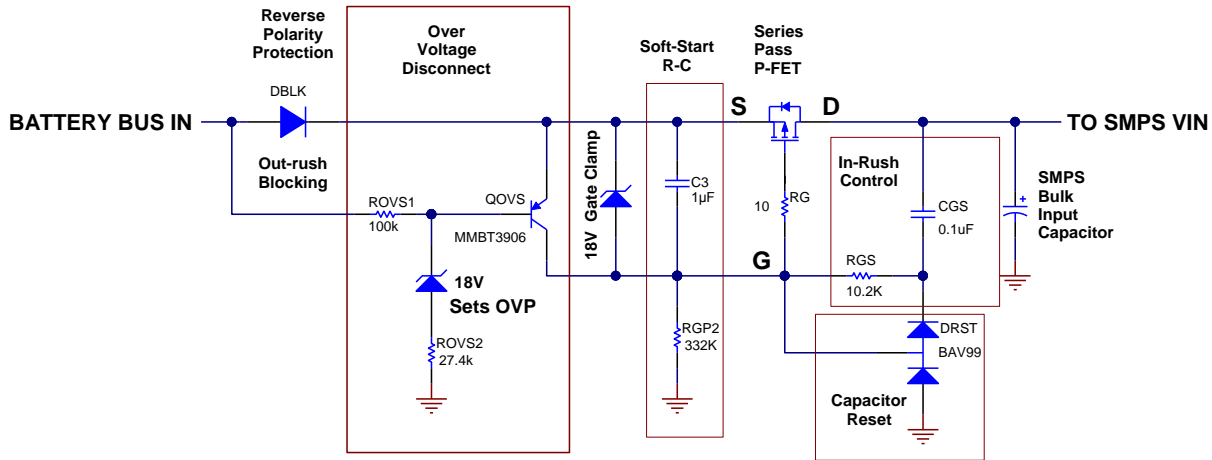 Reverse
Polarity
Protection
Over
Voltage
Disconnect
Soft-Start
R-C
Series
Pass
P-FET
DBLK
BATTERY BUS IN
S
D
TO SMPS VIN
Out-rush
Blocking
ROVS1
100k
QOVS
MMBT3906
18V Gate Clamp
C3
1µF
10
RG
In-Rush
Control
CGS
0.1uF
+
SMPS
Bulk
Input
Capacitor
18V
Sets OVP
G
RGS
10.2K
ROVS2
27.4k
RGP2
332K
DRST
BAV99
Capacitor
Reset